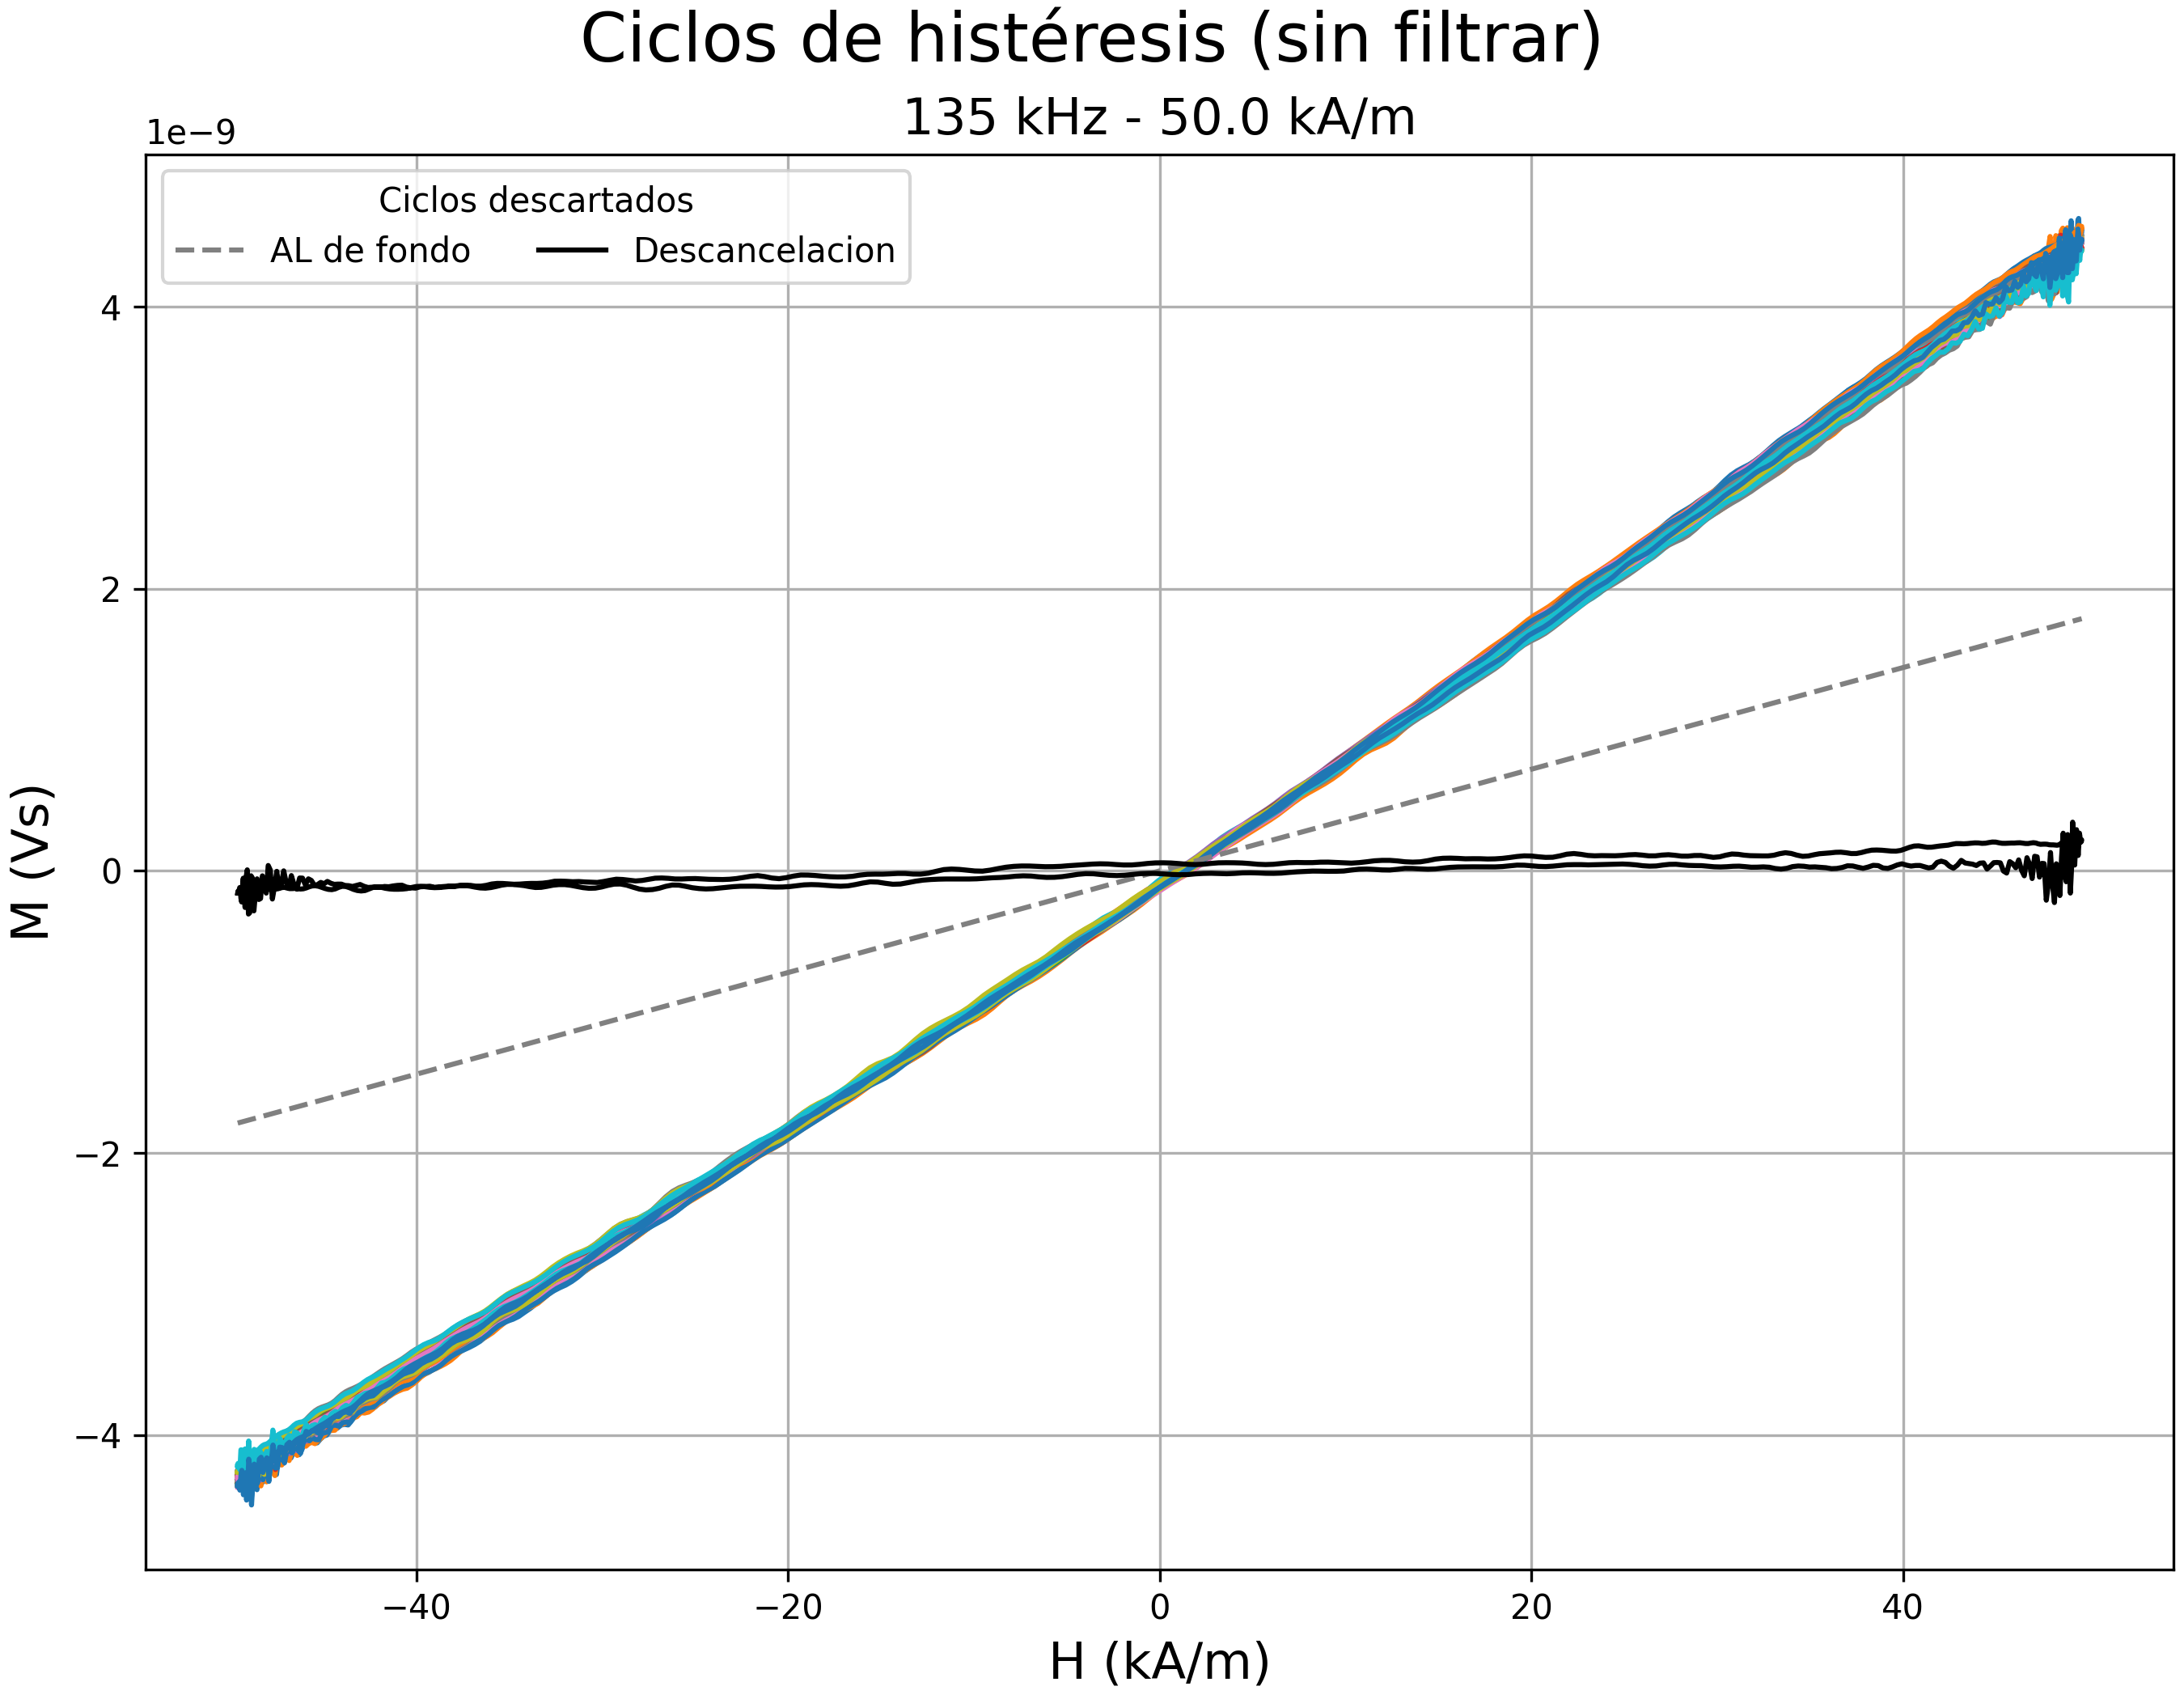 Ciclos de histéresis (sin filtrar)
135 kHz - 50.0 kA/m
1e−9
Ciclos descartados
AL de fondo Descancelacion
4
2
0
−2
−4
M (Vs)
−40 −20 0 20 40
H (kA/m)